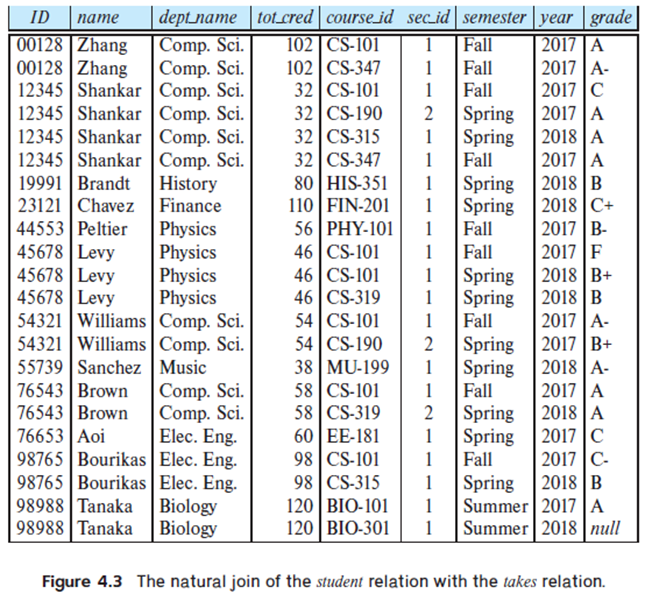 ID name dept_name tot_cred course_id sec_id semester year grade
00128 Zhang Comp. Sci. 102 CS-101 1 Fall 2017 A
00128 Zhang Comp. Sci. 102 CS-347 1 Fall 2017 A-
12345 Shankar Comp. Sci. 32 CS-101 1 Fall 2017 C
12345 Shankar Comp. Sci. 32 CS-190 2 Spring 2017 A
12345 Shankar Comp. Sci. 32 CS-315 1 Spring 2018 A
12345 Shankar Comp. Sci. 32 CS-347 1 Fall 2017 A
19991 Brandt History 80 HIS-351 1 Spring 2018 B
23121 Chavez Finance 110 FIN-201 1 Spring 2018 C+
44553 Peltier Physics 56 PHY-101 1 Fall 2017 B-
45678 Levy Physics 46 CS-101 1 Fall 2017 F
45678 Levy Physics 46 CS-101 1 Spring 2018 B+
45678 Levy Physics 46 CS-319 1 Spring 2018 B
54321 Williams Comp. Sci. 54 CS-101 1 Fall 2017 A-
54321 Williams Comp. Sci. 54 CS-190 2 Spring 2017 B+
55739 Sanchez Music 38 MU-199 1 Spring 2018 A-
76543 Brown Comp. Sci. 58 CS-101 1 Fall 2017 A
76543 Brown Comp. Sci. 58 CS-319 2 Spring 2018 A
76653 Aoi Elec. Eng. 60 EE-181 1 Spring 2017 C
98765 Bourikas Elec. Eng. 98 CS-101 1 Fall 2017 C-
98765 Bourikas Elec. Eng. 98 CS-315 1 Spring 2018 B
98988 Tanaka Biology 120 BIO-101 1 Summer 2017 A
98988 Tanaka Biology 120 BIO-301 1 Summer 2018 null
Figure 4.3 The natural join of the student relation with the takes relation.